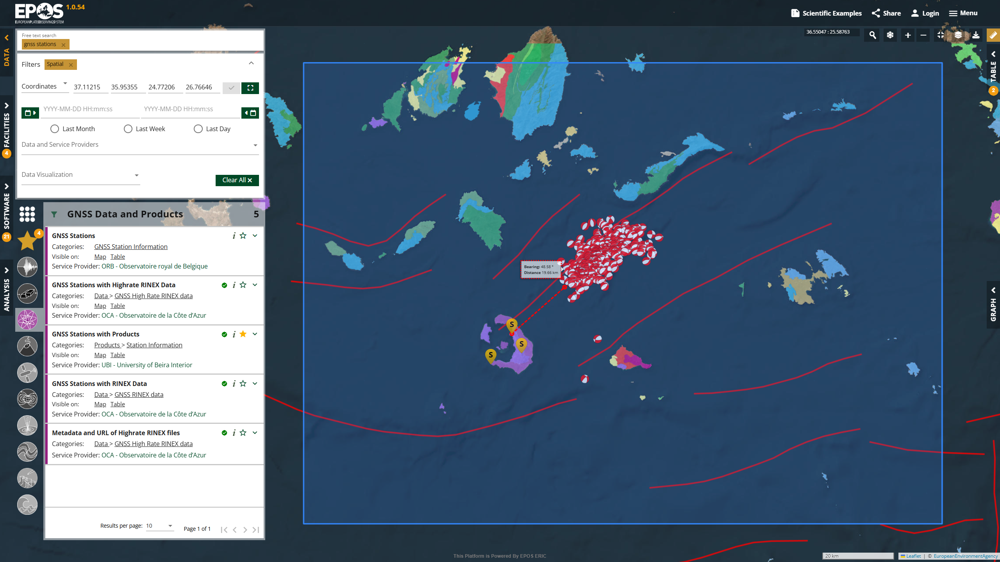 EPOS 1.0.54
EUROPEANPLATEOBSERVINGSYSTEM
Scientific Examples
Share
Login
Menu
DATA
FACILITIES
4
SOFTWARE
21
ANALYSIS
Free text search
gnss stations ×
Filters
Spatial ×
Coordinates
37.11215
35.95355
24.77206
26.76646
YYYY-MM-DD HH:mm:ss
YYYY-MM-DD HH:mm:ss
Last Month
Last Week
Last Day
Data and Service Providers
Data Visualization
Clear All ×
4
GNSS Data and Products
5
GNSS Stations
Categories: GNSS Station Information
Visible on: Map Table
Service Provider: ORB - Observatoire royal de Belgique
GNSS Stations with Highrate RINEX Data
Categories: Data > GNSS High Rate RINEX data
Visible on: Map Table
Service Provider: OCA - Observatoire de la Côte d’Azur
GNSS Stations with Products
Categories: Products > Station Information
Visible on: Map Table
Service Provider: UBI - University of Beira Interior
GNSS Stations with RINEX Data
Categories: Data > GNSS RINEX data
Visible on: Map Table
Service Provider: OCA - Observatoire de la Côte d’Azur
Metadata and URL of Highrate RINEX files
Categories: Data > GNSS High Rate RINEX data
Service Provider: OCA - Observatoire de la Côte d’Azur
Results per page: 10
Page 1 of 1
36.55047 : 25.58763
TABLE
2
GRAPH
Bearing: 48.58 °
Distance 19.66 km
S
S
S
This Platform is Powered By EPOS ERIC
20 km
Leaflet | © EuropeanEnvironmentAgency